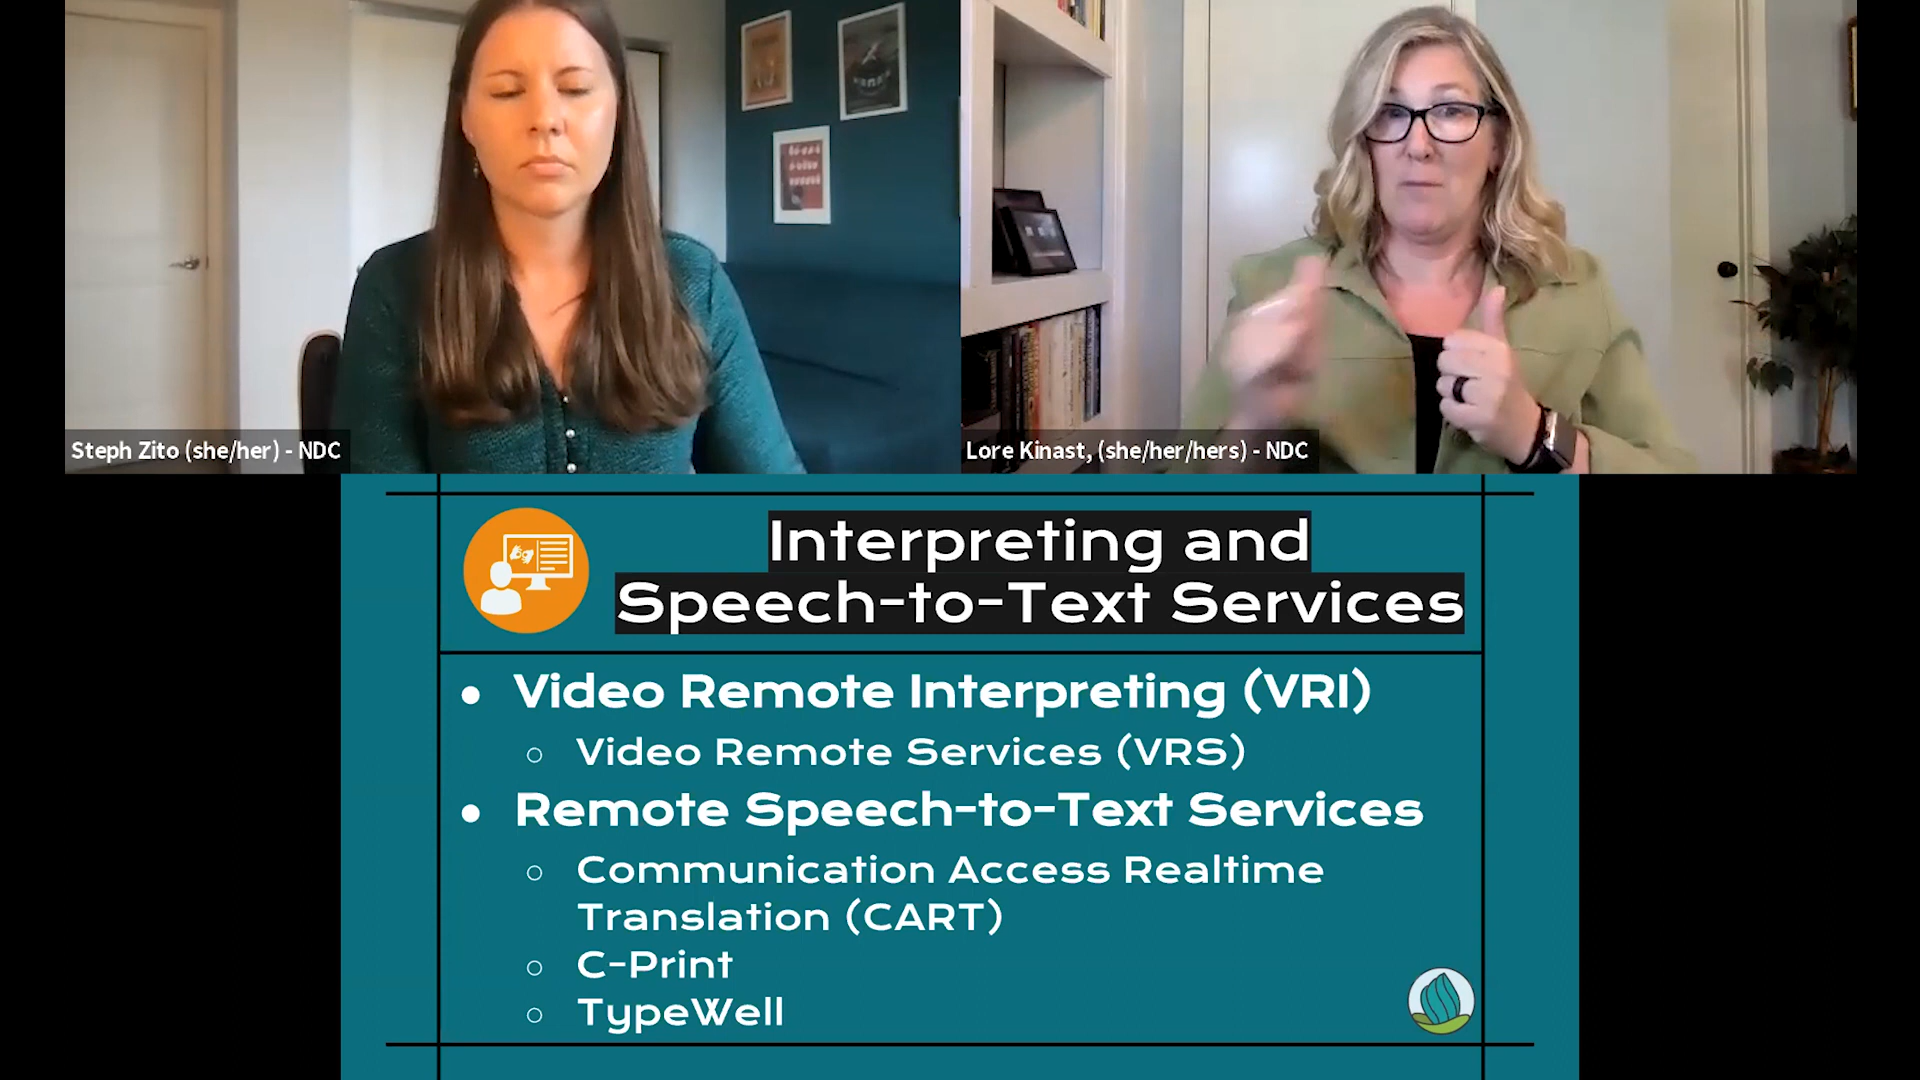 Steph Zito (she/her) - NDC
Lore Kinast, (she/her/hers) - NDC
Interpreting and
Speech-to-Text Services
● Video Remote Interpreting (VRI)
○ Video Remote Services (VRS)
● Remote Speech-to-Text Services
○ Communication Access Realtime
Translation (CART)
○ C-Print
○ TypeWell